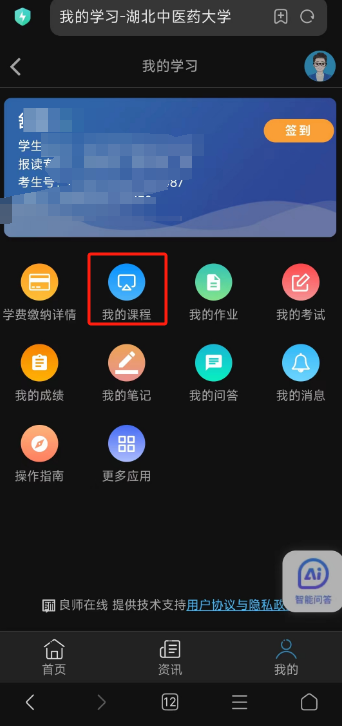 我的学习-湖北中医药大学
我的学习
签到
学生
报读
考生号
87
学费缴纳详情 我的课程 我的作业 我的考试
我的成绩 我的笔记 我的问答 我的消息
操作指南 更多应用
Ai
智能问答
良师在线 提供技术支持用户协议与隐私政
首页 资讯 我的
12